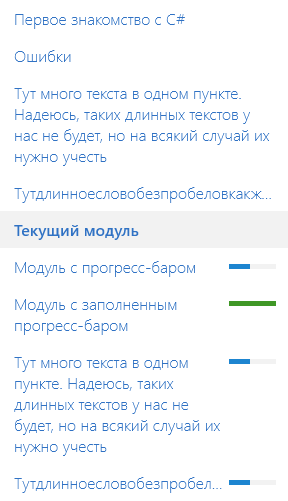 Первое знакомство с C#
Ошибки
Тут много текста в одном пункте.
Надеюсь, таких длинных текстов у
нас не будет, но на всякий случай их
нужно учесть
Тутдлинноесловобезпробеловкакж...
Текущий модуль
Модуль с прогресс-баром
Модуль с заполненным
прогресс-баром
Тут много текста в одном
пункте. Надеюсь, таких
длинных текстов у нас не
будет, но на всякий случай их
нужно учесть
Тутдлинноесловобезпробел...